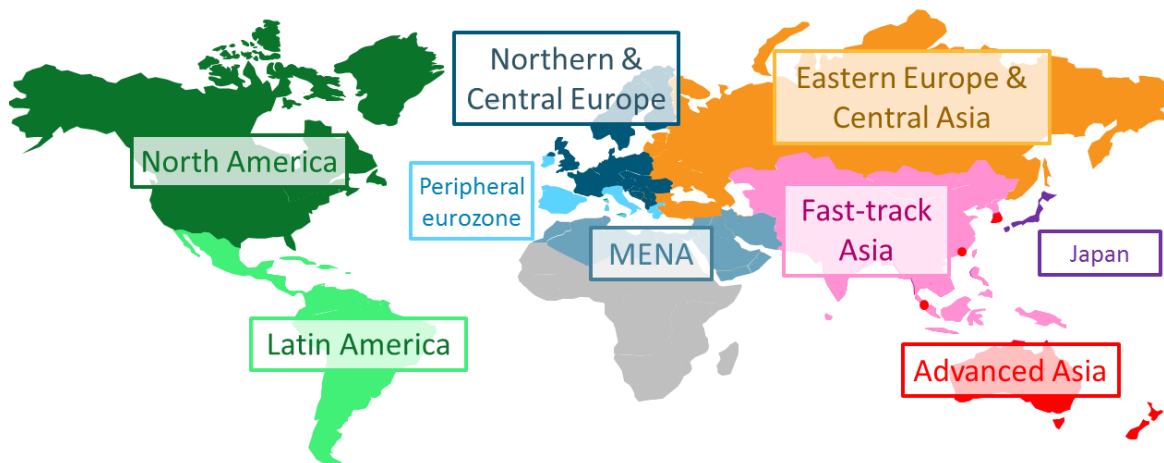 Northern &
Central Europe
Eastern Europe &
Central Asia
North America
Peripheral
eurozone
Fast-track
Asia
MENA
Japan
Latin America
Advanced Asia